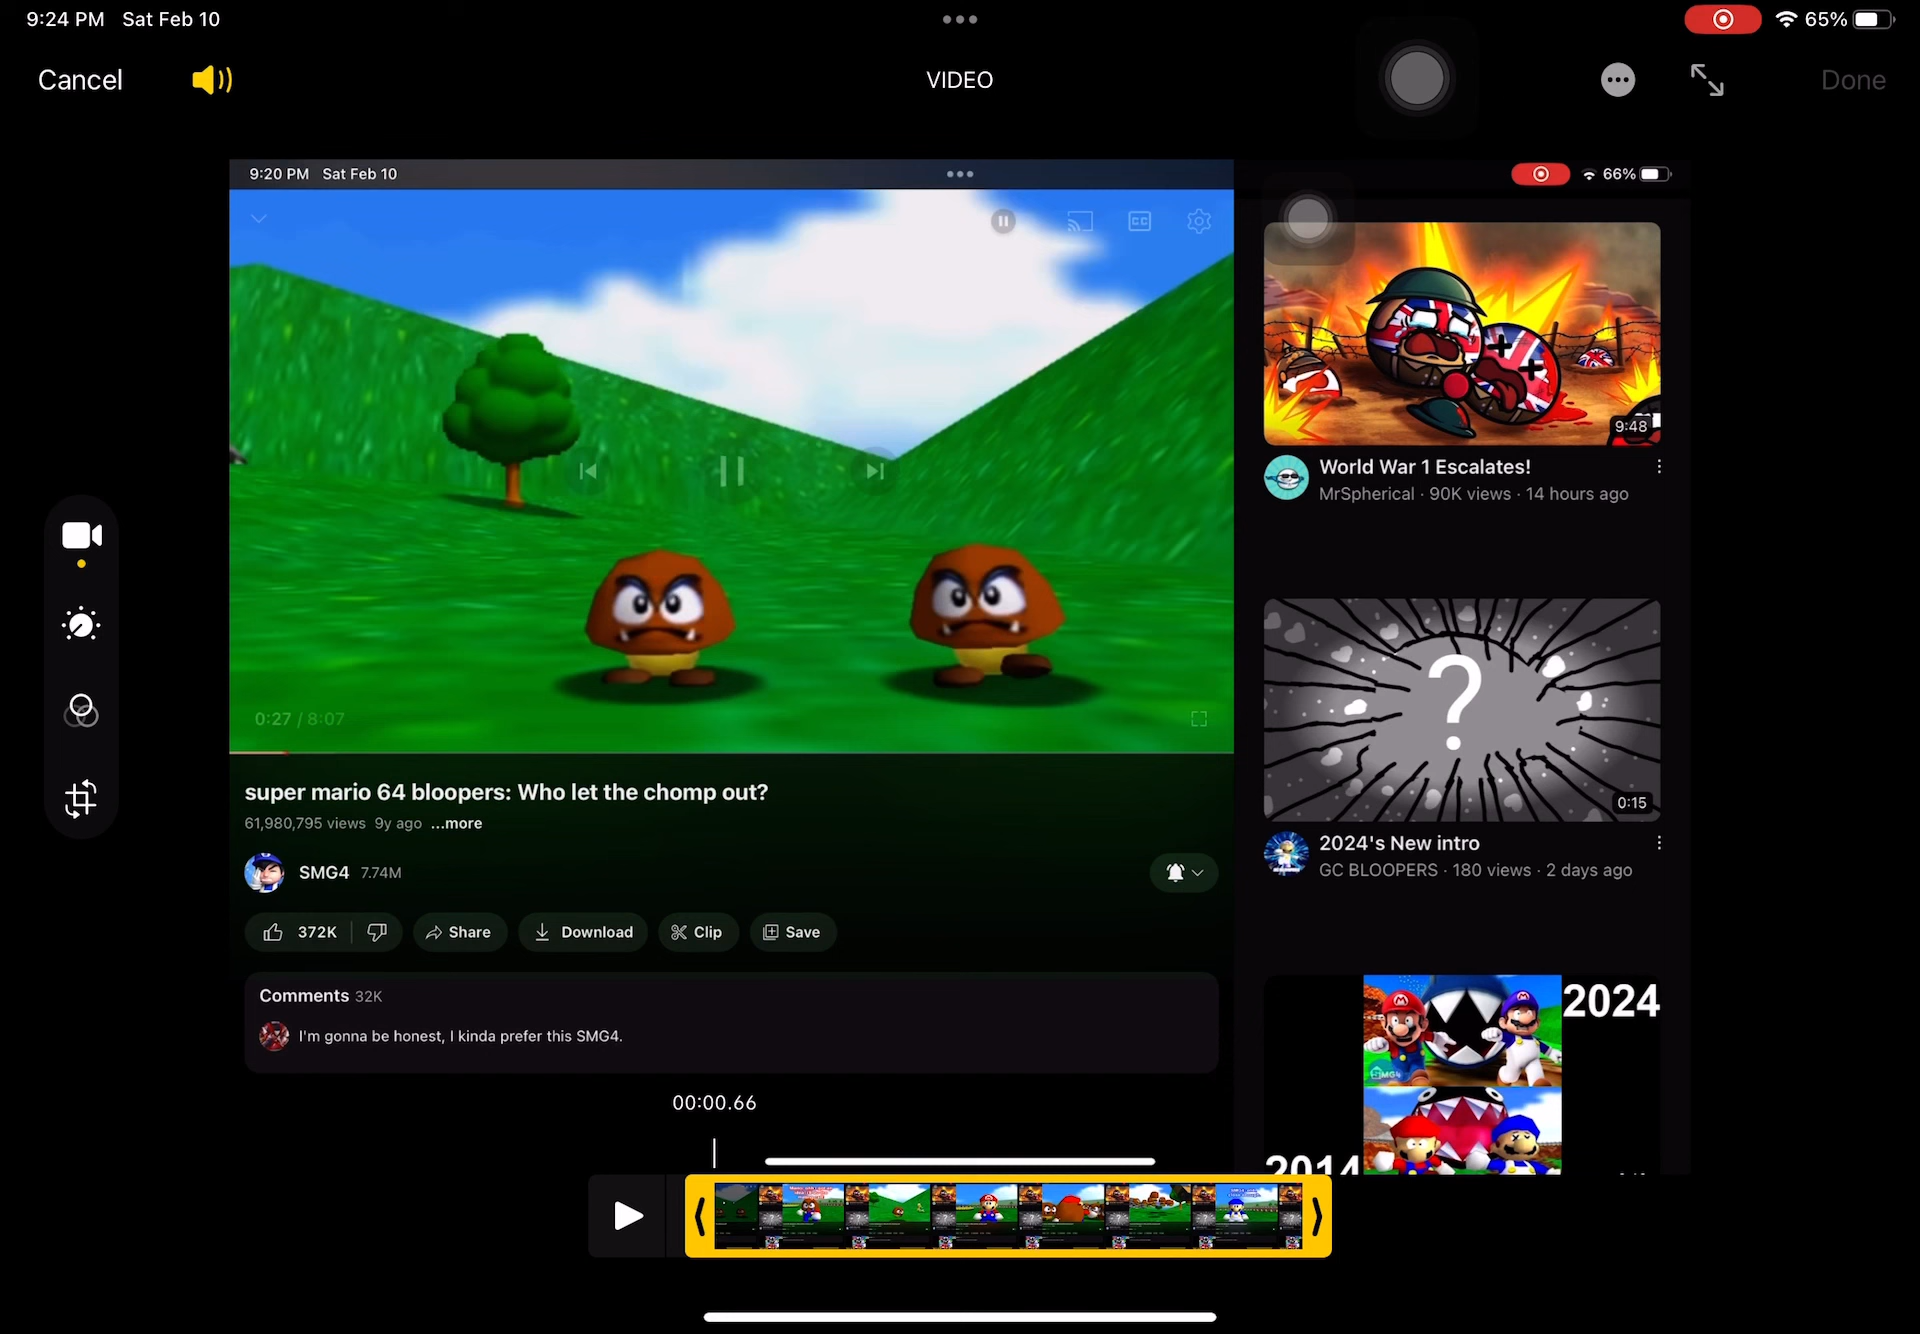 9:24 PM Sat Feb 10
65%
Cancel
VIDEO
Done
9:20 PM Sat Feb 10
66%
CC
0:27 / 8:07
super mario 64 bloopers: Who let the chomp out?
61,980,795 views 9y ago ...more
SMG4 7.74M
372K
Share
Download
Clip
Save
Comments 32K
I'm gonna be honest, I kinda prefer this SMG4.
9:48
World War 1 Escalates!
MrSpherical · 90K views · 14 hours ago
?
0:15
2024's New intro
GC BLOOPERS · 180 views · 2 days ago
2024
SMG4
2014
00:00.66